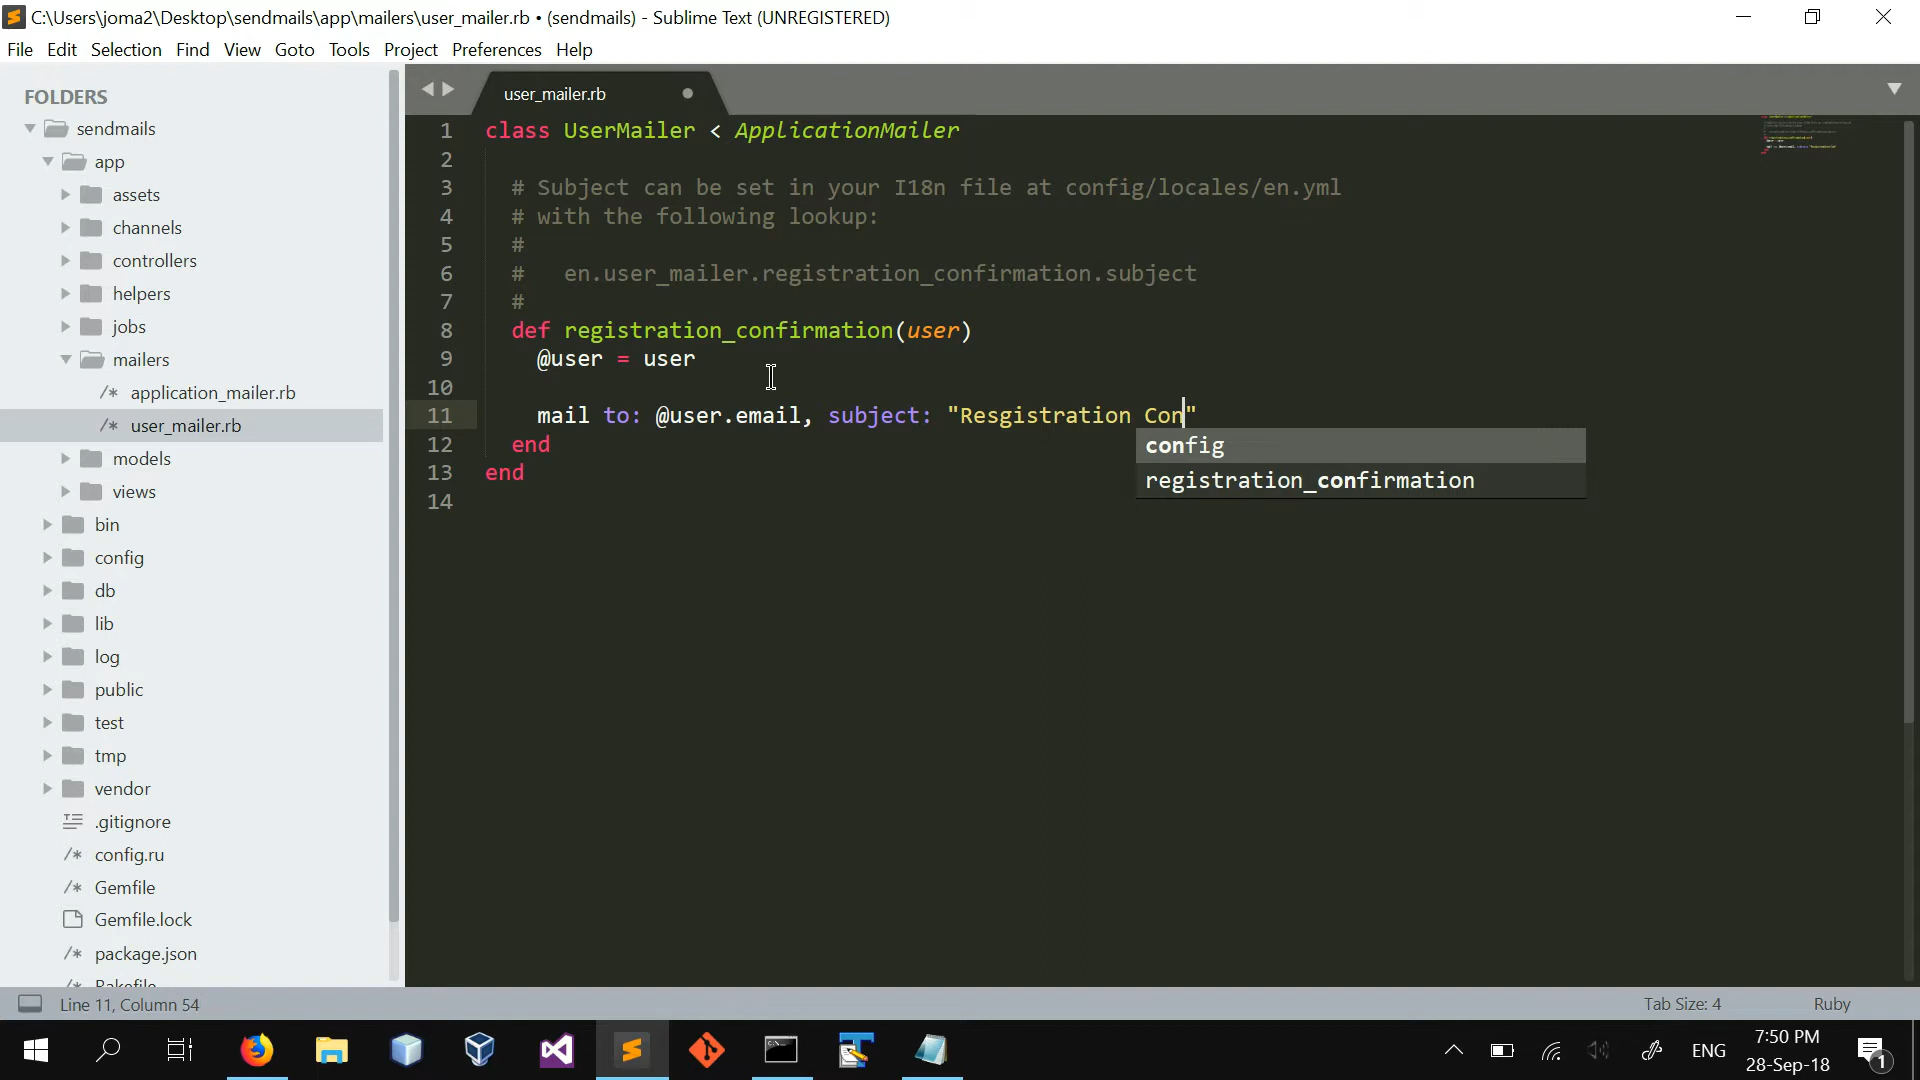 C:\Users\joma2\Desktop\sendmails\app\mailers\user_mailer.rb • (sendmails) - Sublime Text (UNREGISTERED)
File Edit Selection Find View Goto Tools Project Preferences Help
FOLDERS
sendmails
app
assets
channels
controllers
helpers
jobs
mailers
/* application_mailer.rb
/* user_mailer.rb
models
views
bin
config
db
lib
log
public
test
tmp
vendor
.gitignore
/* config.ru
/* Gemfile
Gemfile.lock
/* package.json
/* Rakefile
user_mailer.rb
1 class UserMailer < ApplicationMailer
2
3 # Subject can be set in your I18n file at config/locales/en.yml
4 # with the following lookup:
5 #
6 # en.user_mailer.registration_confirmation.subject
7 #
8 def registration_confirmation(user)
9 @user = user
10
11 mail to: @user.email, subject: "Resgistration Con"
12 end
13 end
14
config
registration_confirmation
Line 11, Column 54
Tab Size: 4
Ruby
ENG
7:50 PM
28-Sep-18
1